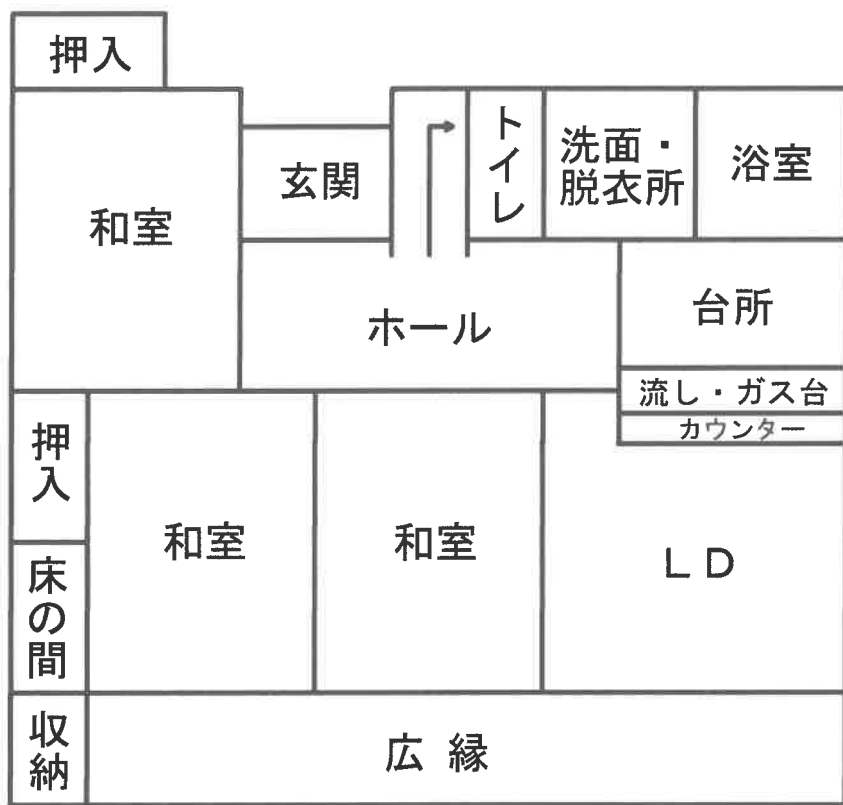 押入
和室
玄関
トイレ
洗面・
脱衣所
浴室
ホール
台所
流し・ガス台
カウンター
押入
和室
和室
LD
床の間
収納
広縁